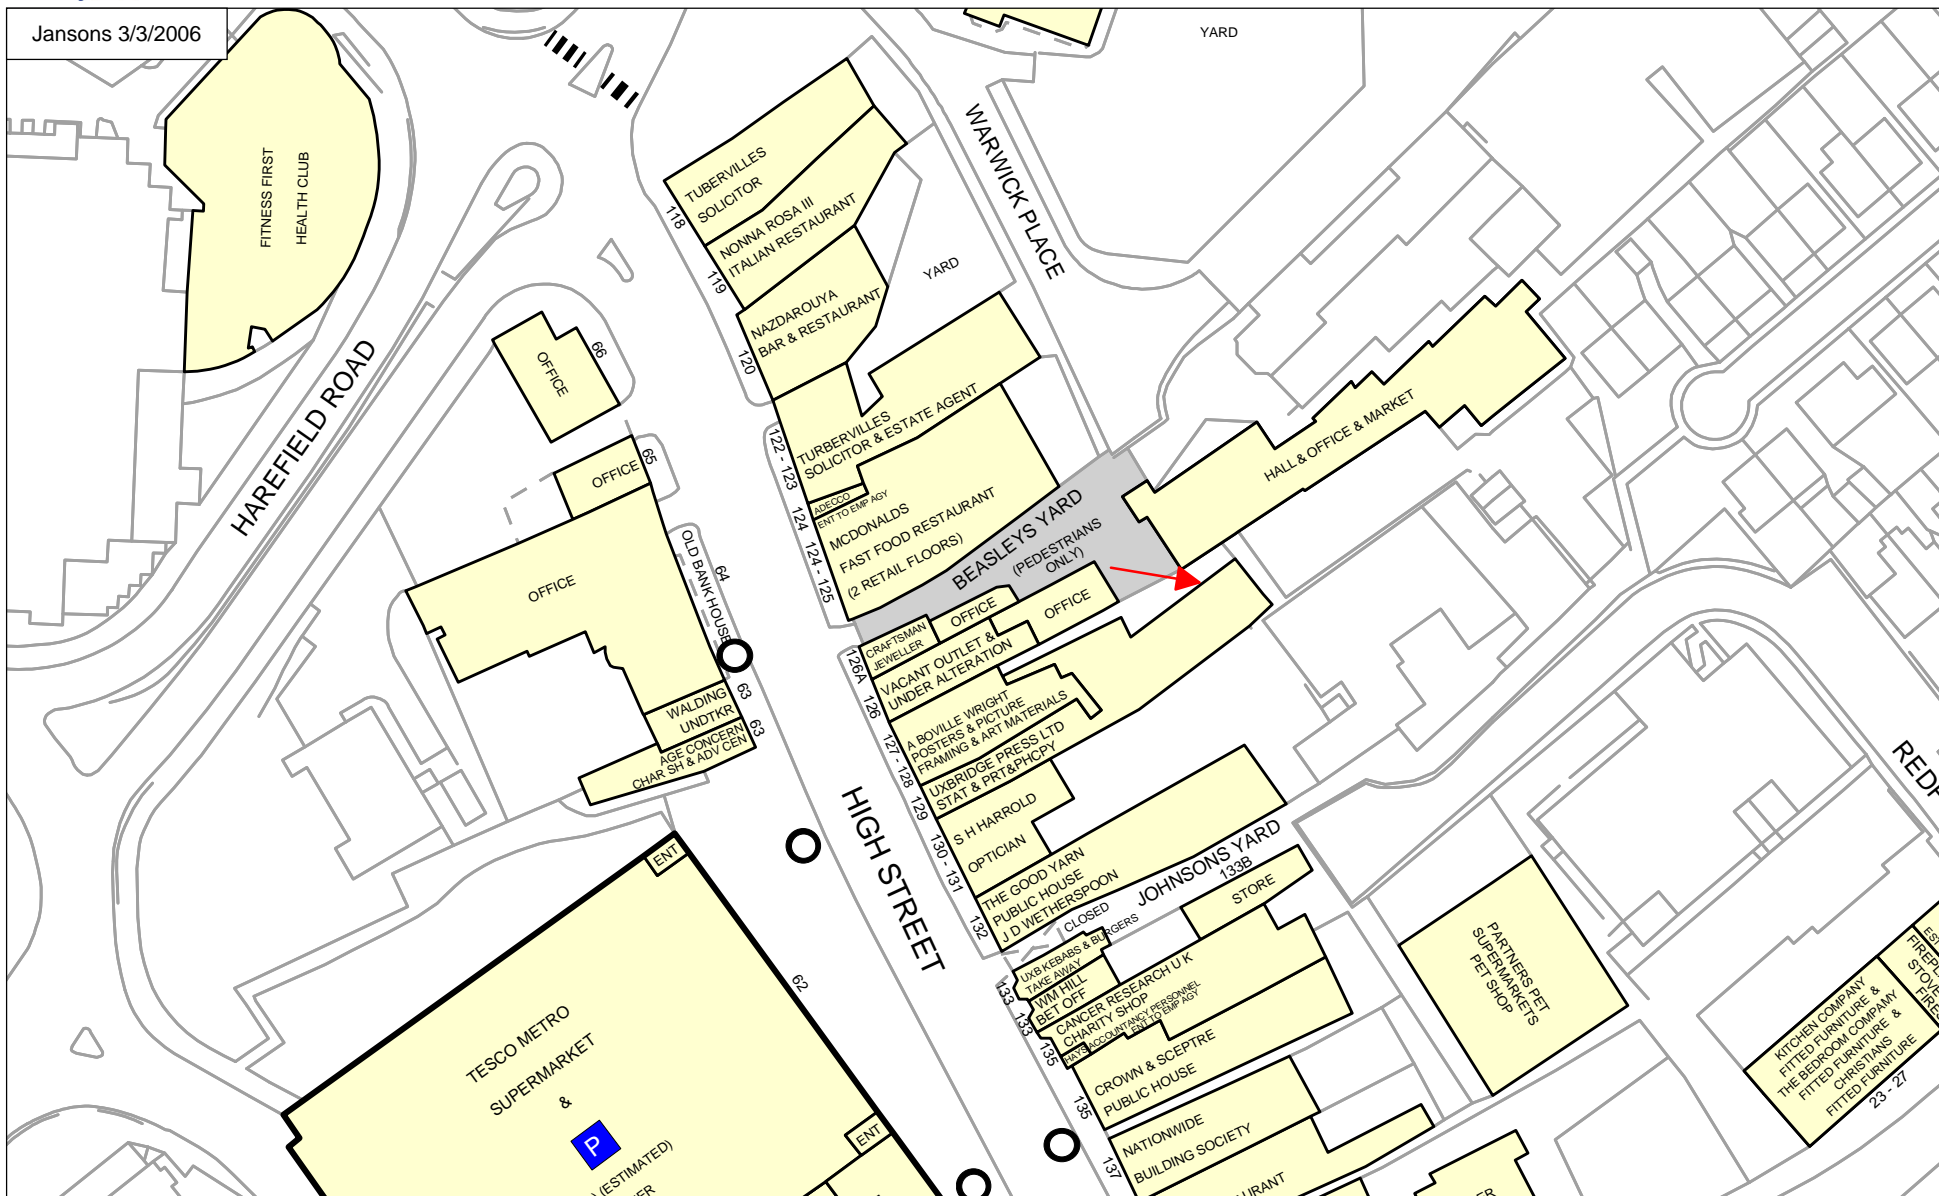 Jansons 3/3/2006
YARD
FITNESS FIRST
HEALTH CLUB
WARWICK PLACE
TUBERVILLES
SOLICITOR
118
NONNA ROSA III
ITALIAN RESTAURANT
119
YARD
NAZDAROUYA
BAR & RESTAURANT
120
HAREFIELD ROAD
OFFICE
66
OFFICE
65
TURBERVILLES
SOLICITOR & ESTATE AGENT
122 - 123
ADECCO
ENT TO EMP AGY
124
MCDONALDS
FAST FOOD RESTAURANT
(2 RETAIL FLOORS)
124 - 125
HALL & OFFICE & MARKET
BEASLEYS YARD
(PEDESTRIANS
ONLY)
OFFICE
OLD BANK HOUSE
64
CRAFTSMAN
JEWELLER
126A
OFFICE
OFFICE
VACANT OUTLET &
UNDER ALTERATION
126
WALDING
UNDTKR
63
AGE CONCERN
CHAR SH & ADV CEN
63
A BOVILLE WRIGHT
POSTERS & PICTURE
FRAMING & ART MATERIALS
127 - 128
UXBRIDGE PRESS LTD
STAT & PRT&PHCPY
129
S H HARROLD
OPTICIAN
130 - 131
HIGH STREET
THE GOOD YARN
PUBLIC HOUSE
J D WETHERSPOON
132
JOHNSONS YARD
133B
CLOSED
STORE
UXB KEBABS & BURGERS
TAKE AWAY
133
WM HILL
BET OFF
133
CANCER RESEARCH U K
CHARITY SHOP
135
HAYS ACCOUNTANCY PERSONNEL
ENT TO EMP AGY
CROWN & SCEPTRE
PUBLIC HOUSE
135
NATIONWIDE
BUILDING SOCIETY
137
ENT
TESCO METRO
SUPERMARKET
&
P
62
ENT
(ESTIMATED)
PARTNERS PET
SUPERMARKETS
PET SHOP
KITCHEN COMPANY
FITTED FURNITURE &
THE BEDROOM COMPANY
FITTED FURNITURE &
CHRISTIANS
FITTED FURNITURE
23 - 27